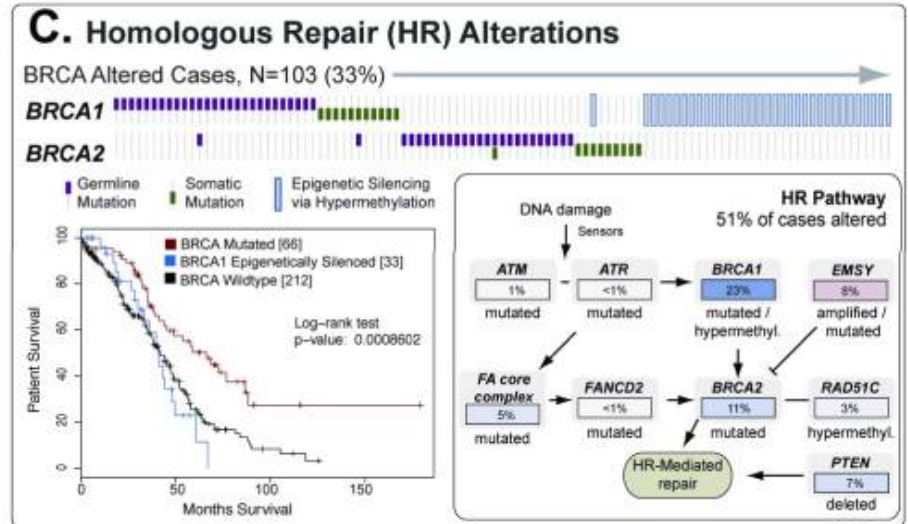 C. Homologous Repair (HR) Alterations
BRCA Altered Cases, N=103 (33%)
BRCA1
BRCA2
Germline Mutation
Somatic Mutation
Epigenetic Silencing via Hypermethylation
BRCA Mutated [66]
BRCA1 Epigenetically Silenced [33]
BRCA Wildtype [212]
Log–rank test
p–value: 0.0008602
Patient Survival
100
80
60
40
20
0
0 50 100 150
Months Survival
HR Pathway
51% of cases altered
DNA damage
Sensors
ATM
1%
mutated
ATR
<1%
mutated
BRCA1
23%
mutated /
hypermethyl.
EMSY
8%
amplified /
mutated
FA core
complex
5%
mutated
FANCD2
<1%
mutated
BRCA2
11%
mutated
RAD51C
3%
hypermethyl.
HR-Mediated
repair
PTEN
7%
deleted